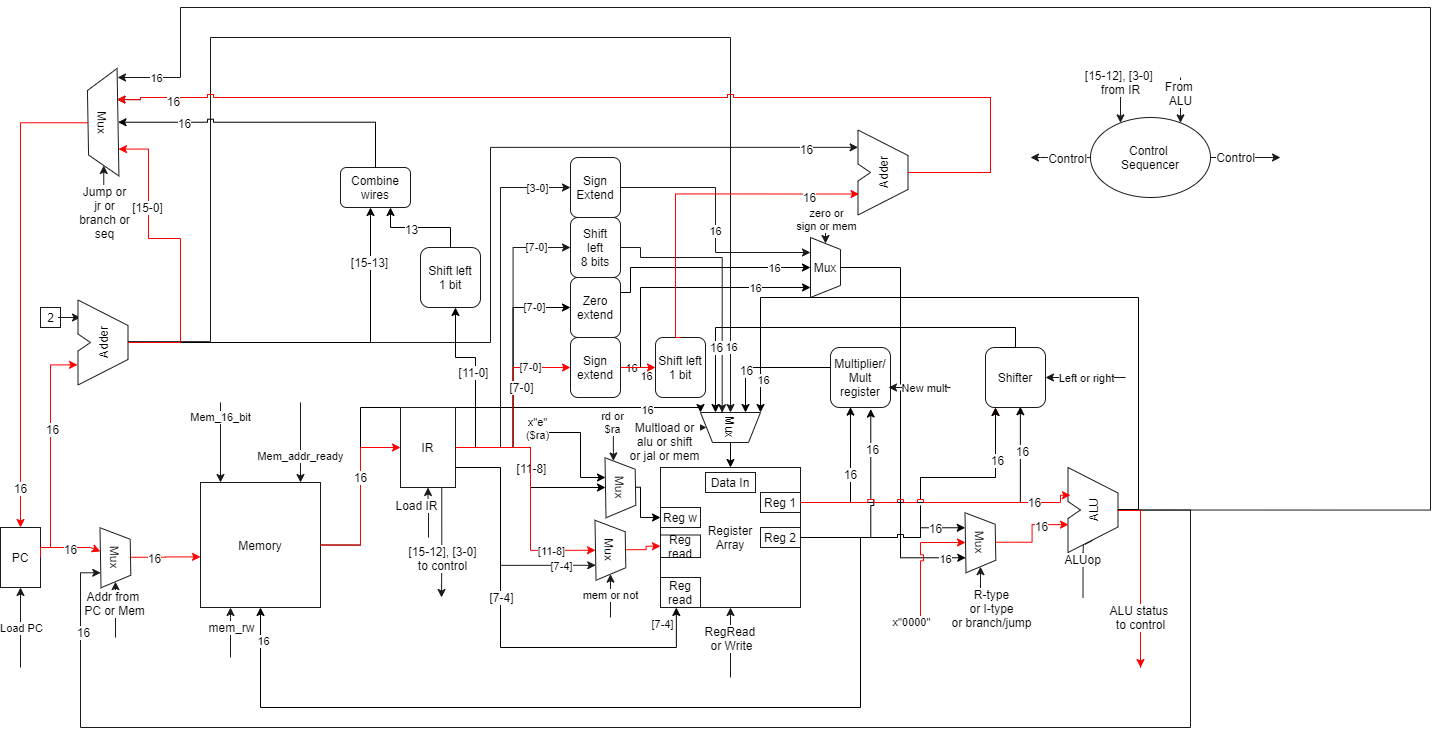 16
16
16
Mux
Jump or
jr or
branch or
seq
[15-0]
Combine
wires
13
[15-13]
Shift left
1 bit
2
Adder
[11-0]
[3-0]
Sign
Extend
[7-0]
Shift
left
8 bits
[7-0]
Zero
extend
[7-0]
Sign
extend
[7-0]
16
16
Shift left
1 bit
16
16
Adder
16
zero or
sign or mem
16
16
Mux
[15-12], [3-0]
from IR
From
ALU
Control
Control
Sequencer
Control
16
16
16
16
Multiplier/
Mult
register
New mult
Shifter
Left or right
Mem_16_bit
Mem_addr_ready
16
16
IR
Load IR
[15-12], [3-0]
to control
16
x"e"
($ra)
rd or
$ra
Multload or
alu or shift
or jal or mem
Mux
[11-8]
Mux
Data In
Reg 1
Reg 2
Reg w
Reg
read
Reg
read
Register
Array
[11-8]
[7-4]
Mux
mem or not
[7-4]
[7-4]
RegRead
or Write
16
16
16
16
16
16
16
16
Mux
R-type
or I-type
or branch/jump
x"0000"
ALU
ALUop
ALU status
to control
16
PC
Load PC
16
Mux
16
Addr from
PC or Mem
16
Memory
mem_rw
16